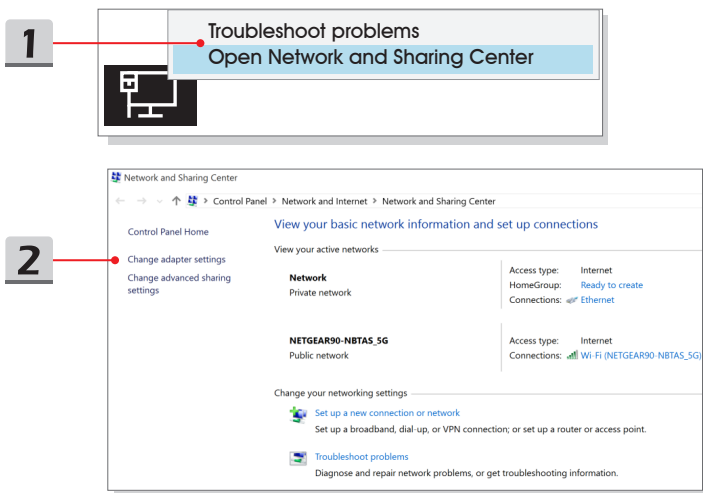 1
Troubleshoot problems
Open Network and Sharing Center
2
Network and Sharing Center
Control Panel > Network and Internet > Network and Sharing Center
Control Panel Home
Change adapter settings
Change advanced sharing
settings
View your basic network information and set up connections
View your active networks
Network
Private network
Access type: Internet
HomeGroup: Ready to create
Connections: Ethernet
NETGEAR90-NBTAS_5G
Public network
Access type: Internet
Connections: Wi-Fi (NETGEAR90-NBTAS_5G)
Change your networking settings
Set up a new connection or network
Set up a broadband, dial-up, or VPN connection; or set up a router or access point.
Troubleshoot problems
Diagnose and repair network problems, or get troubleshooting information.